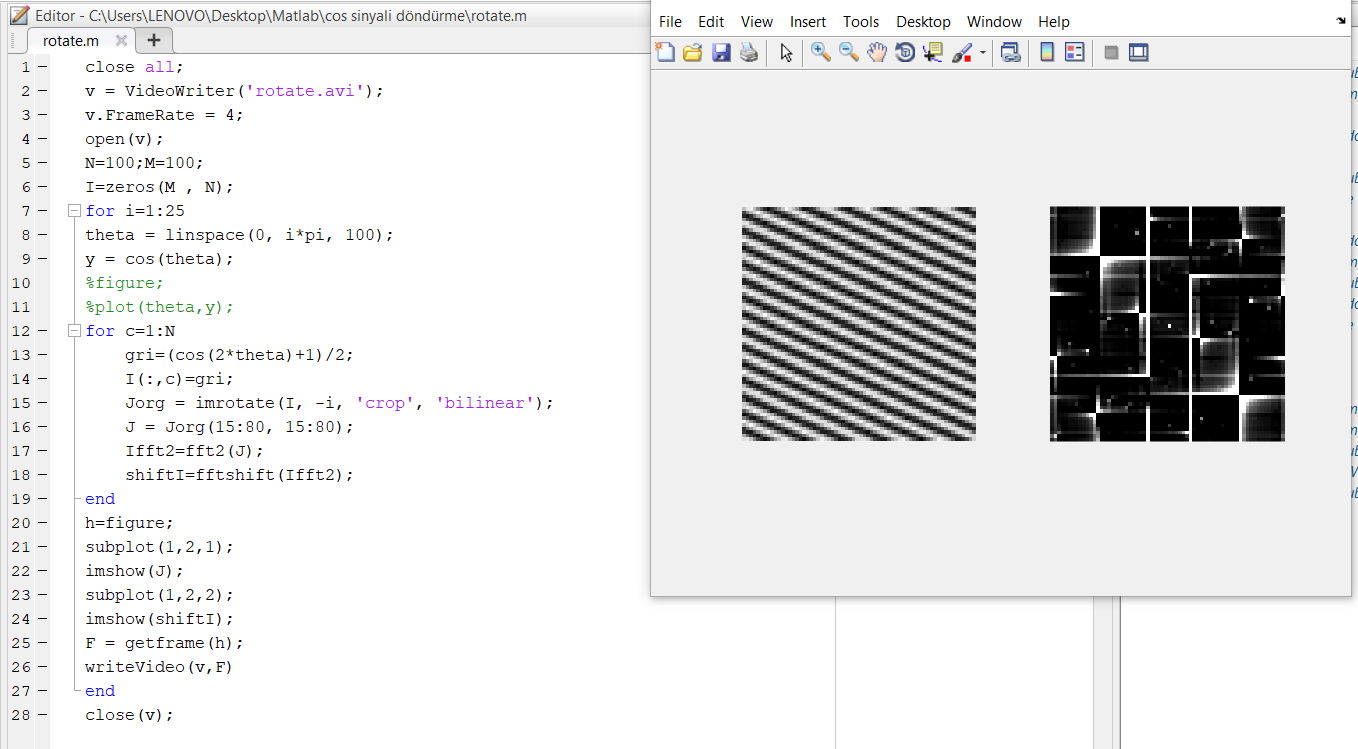 Editor - C:\Users\LENOVO\Desktop\Matlab\cos sinyali döndürme\rotate.m
rotate.m
1 close all;
2 v = VideoWriter('rotate.avi');
3 v.FrameRate = 4;
4 open(v);
5 N=100;M=100;
6 I=zeros(M , N);
7 for i=1:25
8 theta = linspace(0, i*pi, 100);
9 y = cos(theta);
10 %figure;
11 %plot(theta,y);
12 for c=1:N
13 gri=(cos(2*theta)+1)/2;
14 I(:,c)=gri;
15 Jorg = imrotate(I, -i, 'crop', 'bilinear');
16 J = Jorg(15:80, 15:80);
17 Ifft2=fft2(J);
18 shiftI=fftshift(Ifft2);
19 end
20 h=figure;
21 subplot(1,2,1);
22 imshow(J);
23 subplot(1,2,2);
24 imshow(shiftI);
25 F = getframe(h);
26 writeVideo(v,F)
27 end
28 close(v);
File Edit View Insert Tools Desktop Window Help